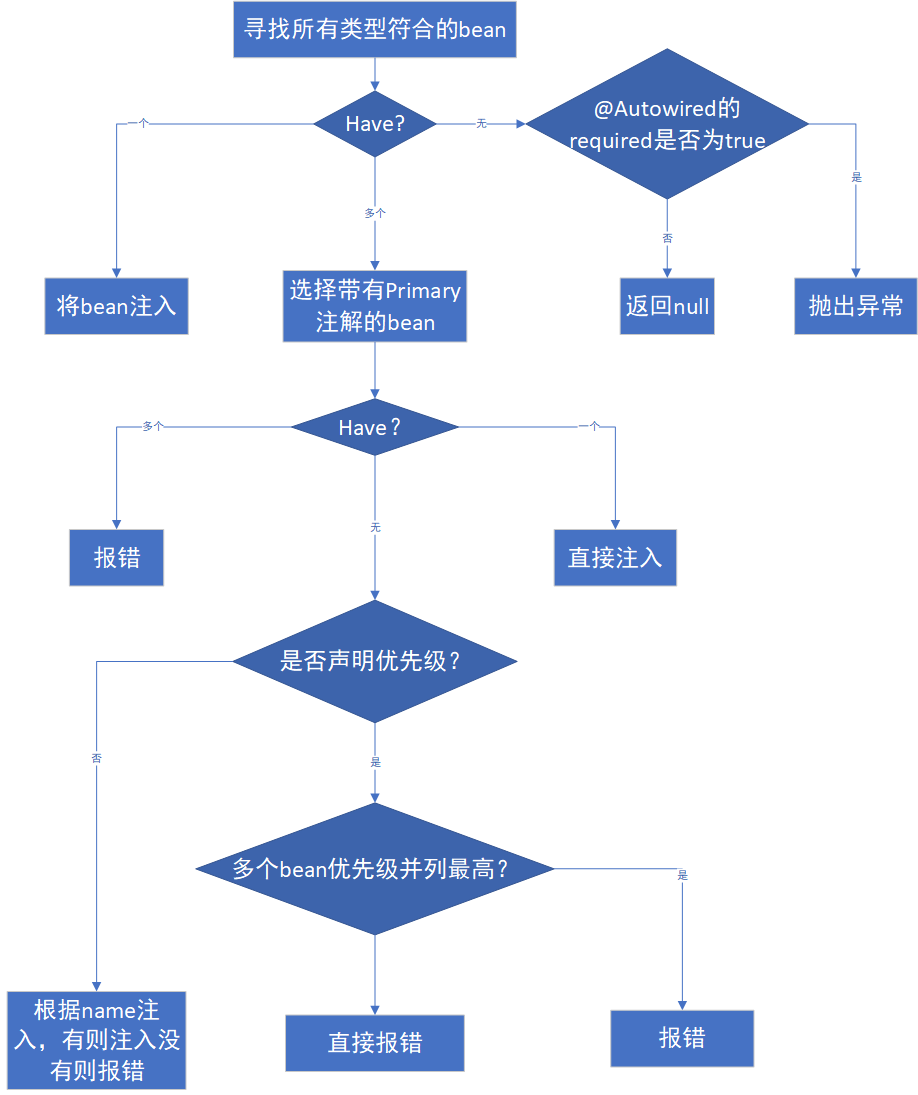 寻找所有类型符合的bean
Have?
一个
无
@Autowired的
required是否为true
是
多个
否
将bean注入
选择带有Primary
注解的bean
返回null
抛出异常
Have？
多个
一个
无
报错
直接注入
是否声明优先级？
否
是
多个bean优先级并列最高？
是
根据name注
入，有则注入没
有则报错
直接报错
报错